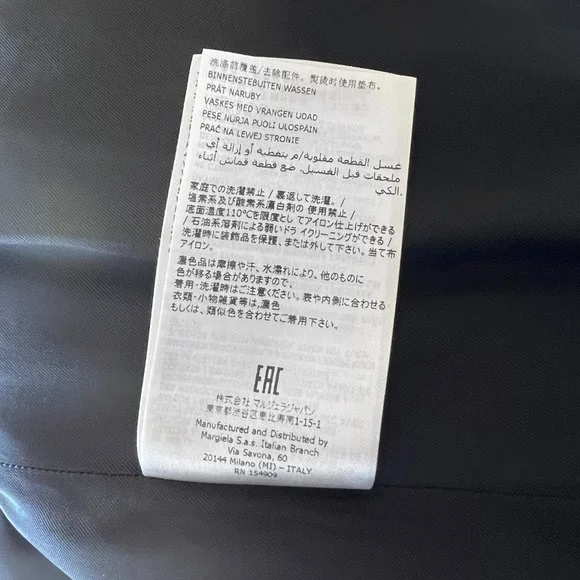 洗涤前覆盖/去除配件。熨烫时使用垫布。
BINNENSTEBUITEN WASSEN
PRÁT NARUBY
VASKES MED VRANGEN UDAD
PESE NURJA PUOLI ULOSPAIN
PRAĆ NA LEWEJ STRONIE
غسل القطعة مقلوبة/م بتغطية أو إزالة أي
ملحقات قبل الغسيل. ضع قطعة قماش أثناء
الكي.
家庭での洗濯禁止 / 裏返して洗濯。/
塩素系及び酸素系漂白剤の 使用禁止 /
底面温度110℃を限度としてアイロン仕上げができる
/ 石油系溶剤による弱いドライクリーニングができる /
洗濯時に装飾品を保護、または外して下さい。当て布
アイロン。
濃色品は摩擦や汗、水濡れにより、他のものに
色が移る場合がありますので、
着用・洗濯時はご注意ください。表や内側に合わせる
衣類・小物雑貨等は,濃色
もしくは、類似色を合わせてご着用下さい。
EAC
株式会社 マルジェラジャパン
東京都渋谷区恵比寿南1-15-1
Manufactured and Distributed by
Margiela S.a.s. Italian Branch
Via Savona, 60
20144 Milano (MI) - ITALY
RN 154909